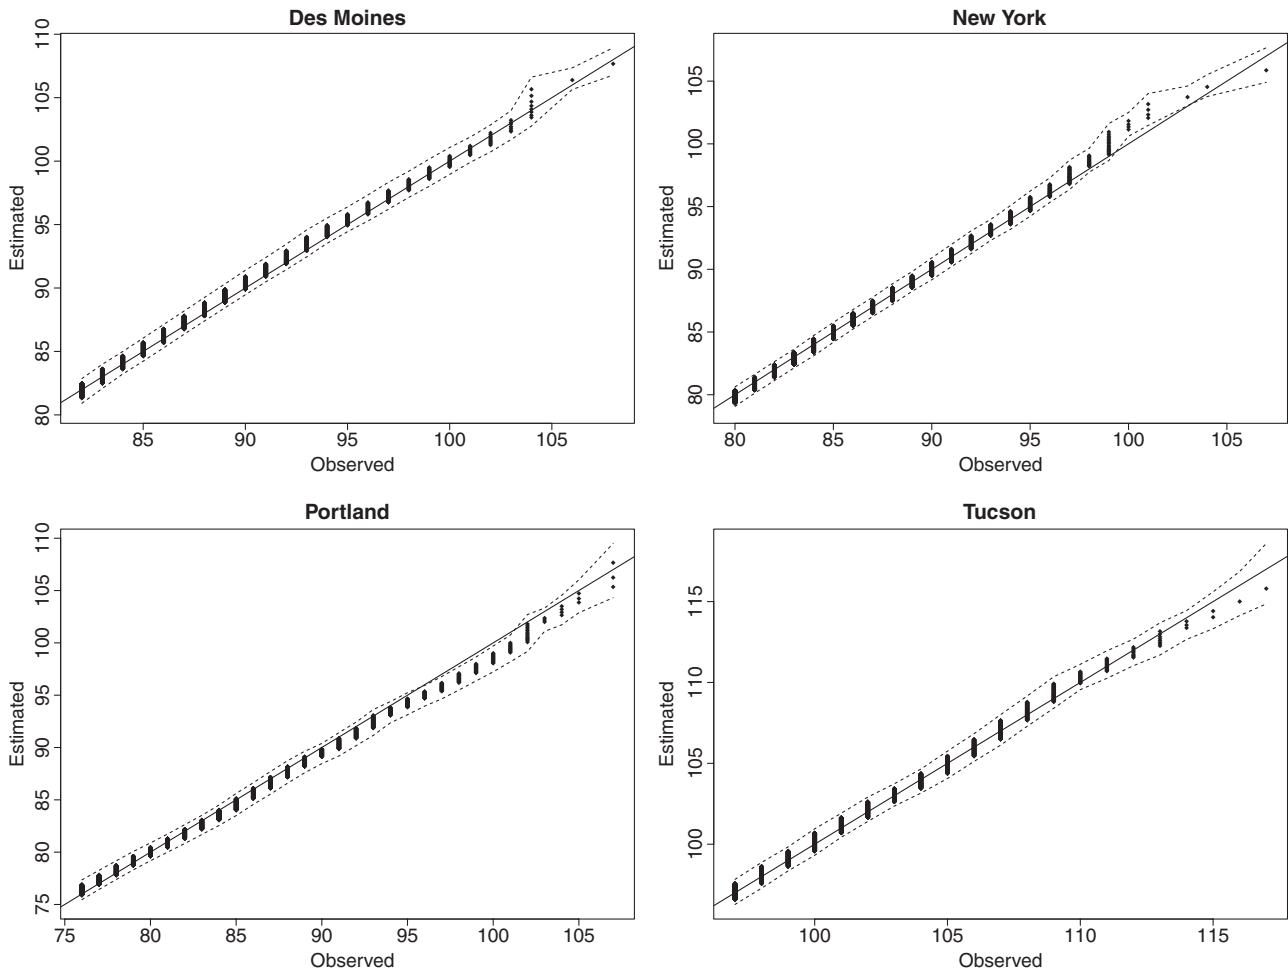 Des Moines
110
105
100
95
90
85
80
Estimated
85 90 95 100 105
Observed
New York
105
100
95
90
85
80
Estimated
80 85 90 95 100 105
Observed
Portland
110
105
100
95
90
85
80
75
Estimated
75 80 85 90 95 100 105
Observed
Tucson
115
110
105
100
Estimated
100 105 110 115
Observed